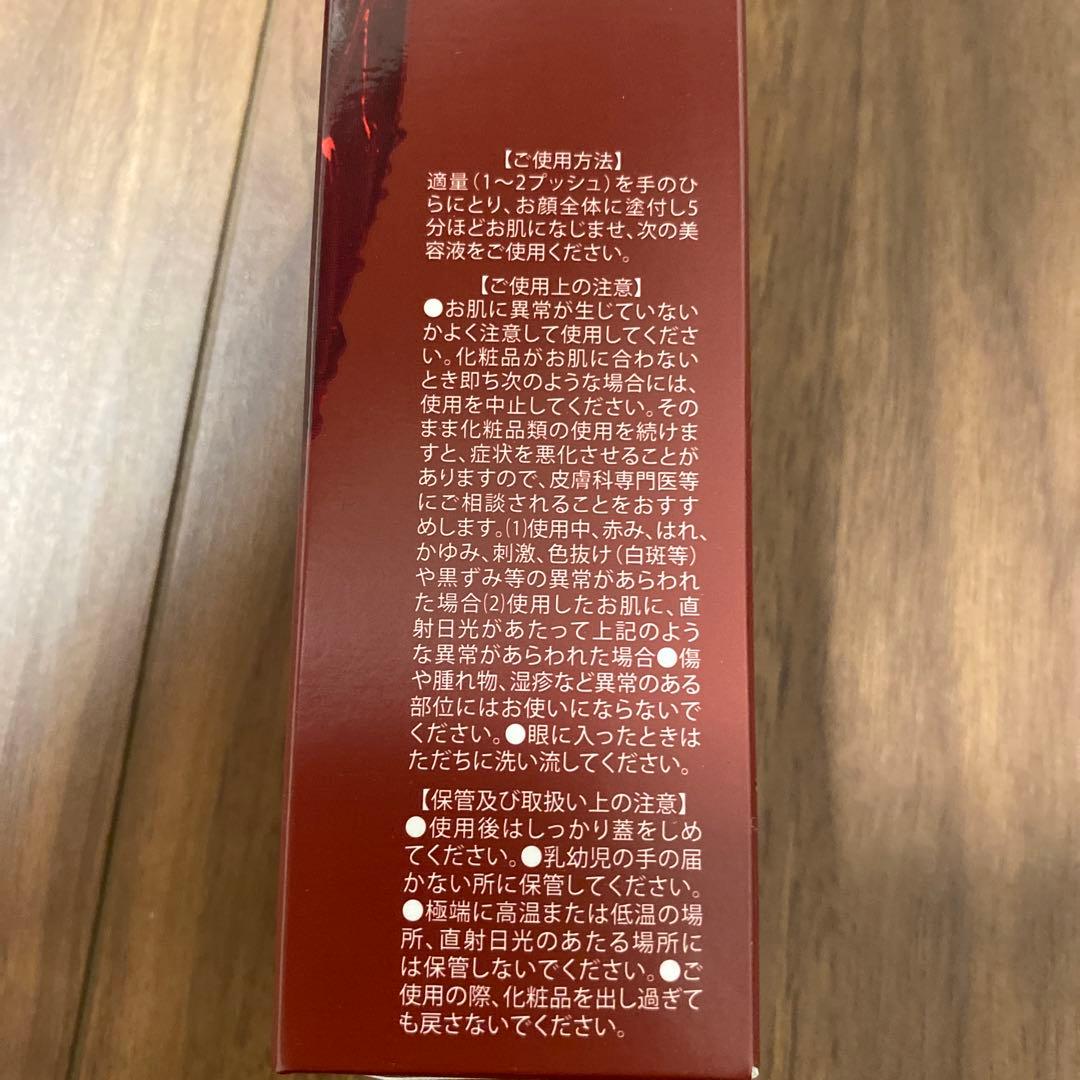 【ご使用方法】
適量（1〜2プッシュ）を手のひ
らにとり、お顔全体に塗付し5
分ほどお肌になじませ、次の美
容液をご使用ください。
【ご使用上の注意】
●お肌に異常が生じていない
かよく注意して使用してくださ
い。化粧品がお肌に合わない
とき即ち次のような場合には、
使用を中止してください。その
まま化粧品類の使用を続けま
すと、症状を悪化させることが
ありますので、皮膚科専門医等
にご相談されることをおすす
めします。(1)使用中、赤み、はれ、
かゆみ、刺激、色抜け（白斑等）
や黒ずみ等の異常があらわれ
た場合(2)使用したお肌に、直
射日光があたって上記のよう
な異常があらわれた場合●傷
や腫れ物、湿疹など異常のある
部位にはお使いにならないで
ください。●眼に入ったときは
ただちに洗い流してください。
【保管及び取扱い上の注意】
●使用後はしっかり蓋をしめ
てください。●乳幼児の手の届
かない所に保管してください。
●極端に高温または低温の場
所、直射日光のあたる場所に
は保管しないでください。●ご
使用の際、化粧品を出し過ぎて
も戻さないでください。